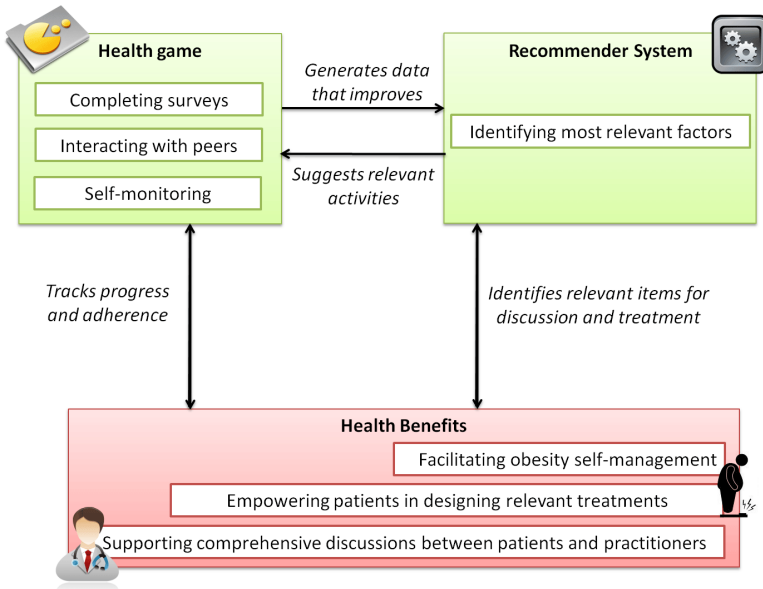 Health game
Completing surveys
Interacting with peers
Self-monitoring
Generates data
that improves
Suggests relevant
activities
Recommender System
Identifying most relevant factors
Tracks progress
and adherence
Identifies relevant items for
discussion and treatment
Health Benefits
Facilitating obesity self-management
Empowering patients in designing relevant treatments
Supporting comprehensive discussions between patients and practitioners